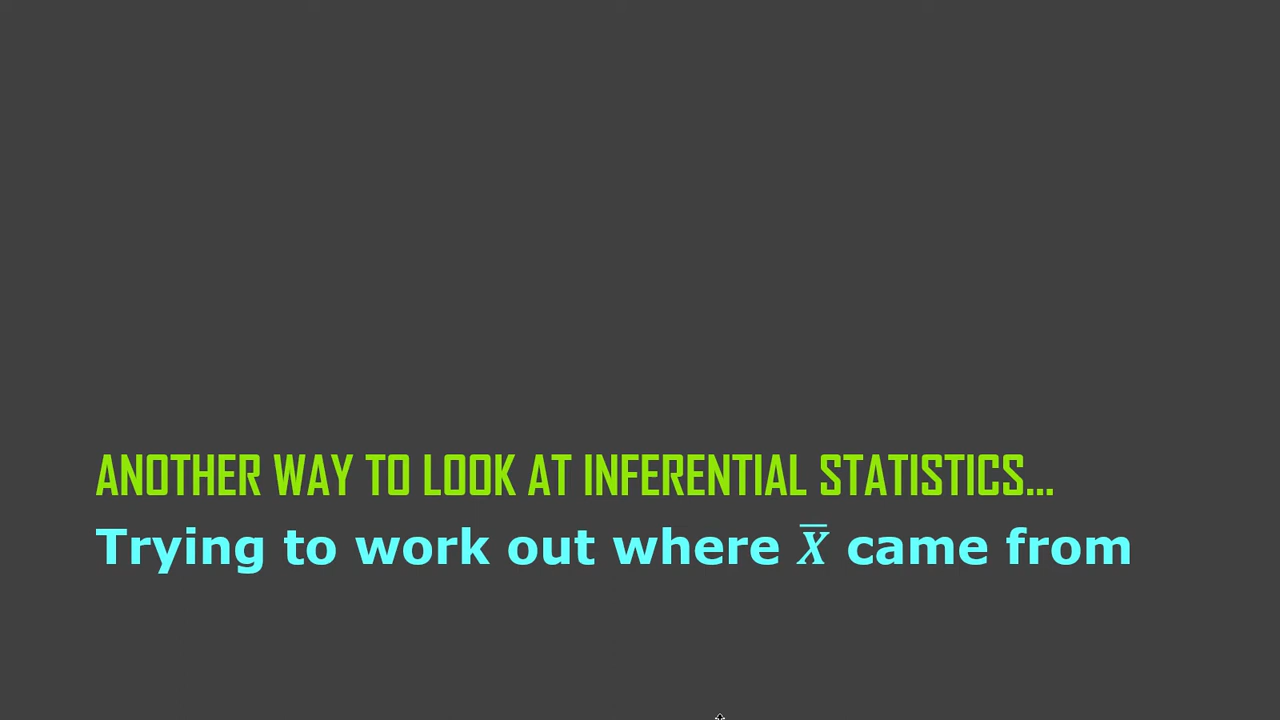 ANOTHER WAY TO LOOK AT INFERENTIAL STATISTICS...
Trying to work out where X̅ came from